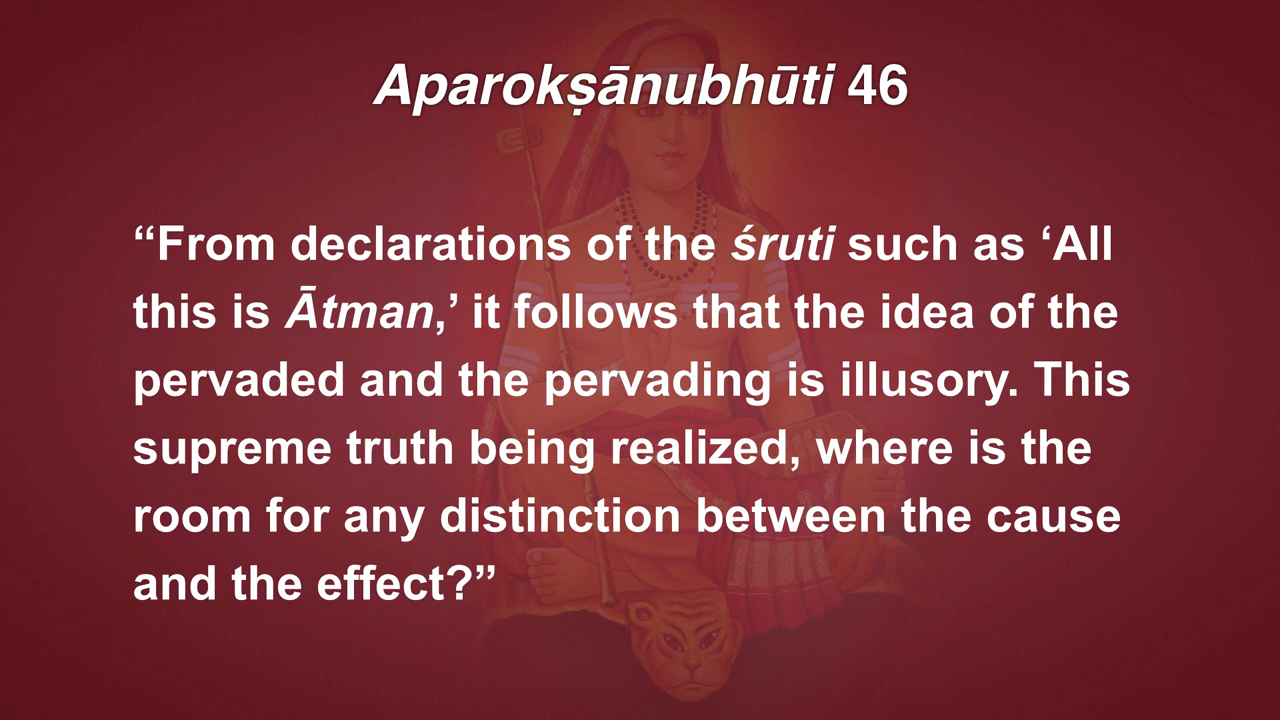 Aparokṣānubhūti 46
“From declarations of the śruti such as ‘All
this is Ātman,’ it follows that the idea of the
pervaded and the pervading is illusory. This
supreme truth being realized, where is the
room for any distinction between the cause
and the effect?”